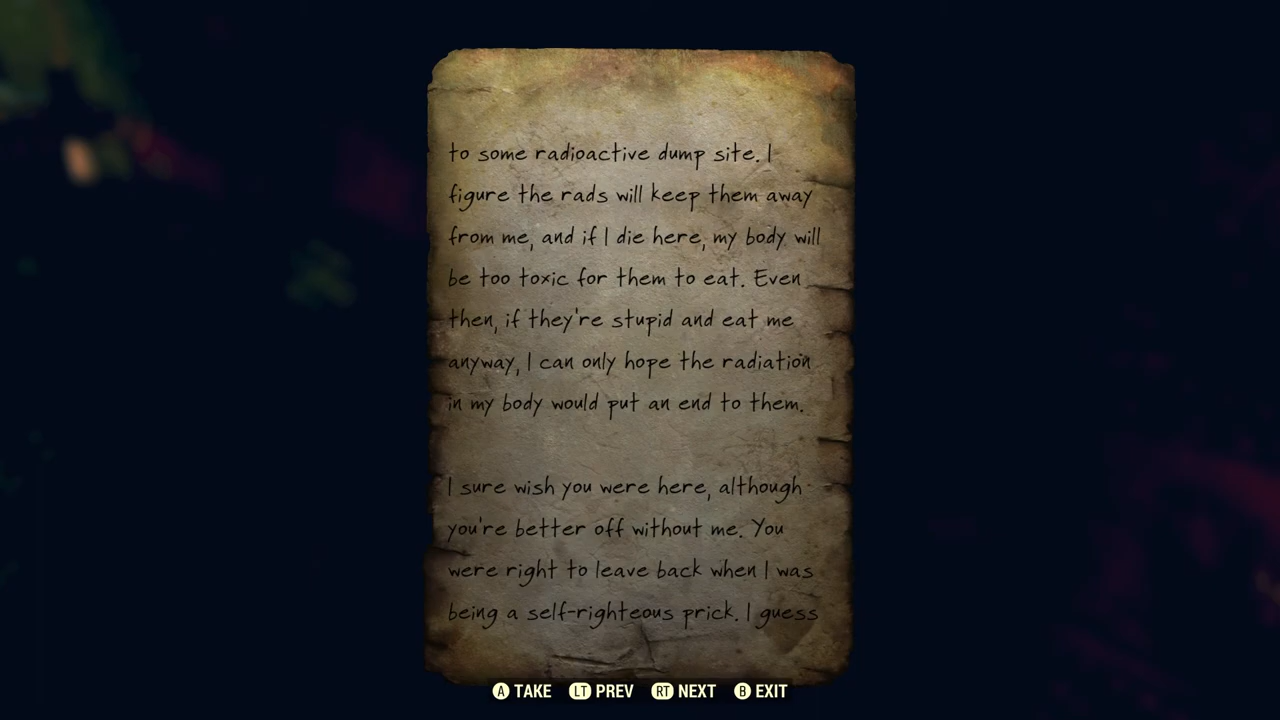 to some radioactive dump site. I
figure the rads will keep them away
from me, and if I die here, my body will
be too toxic for them to eat. Even
then, if they're stupid and eat me
anyway, I can only hope the radiation
in my body would put an end to them.
I sure wish you were here, although
you're better off without me. You
were right to leave back when I was
being a self-righteous prick. I guess
A TAKE LT PREV RT NEXT B EXIT